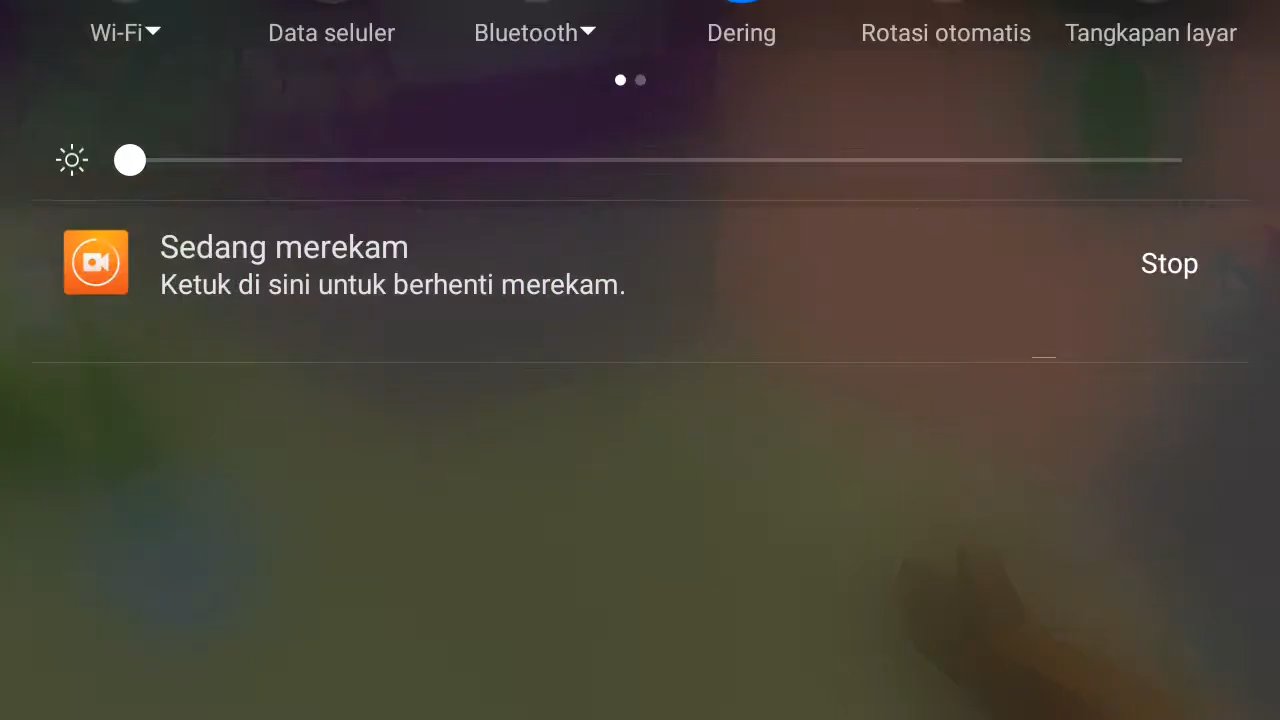 Wi-Fi Data seluler Bluetooth Dering Rotasi otomatis Tangkapan layar
Sedang merekam
Ketuk di sini untuk berhenti merekam.
Stop